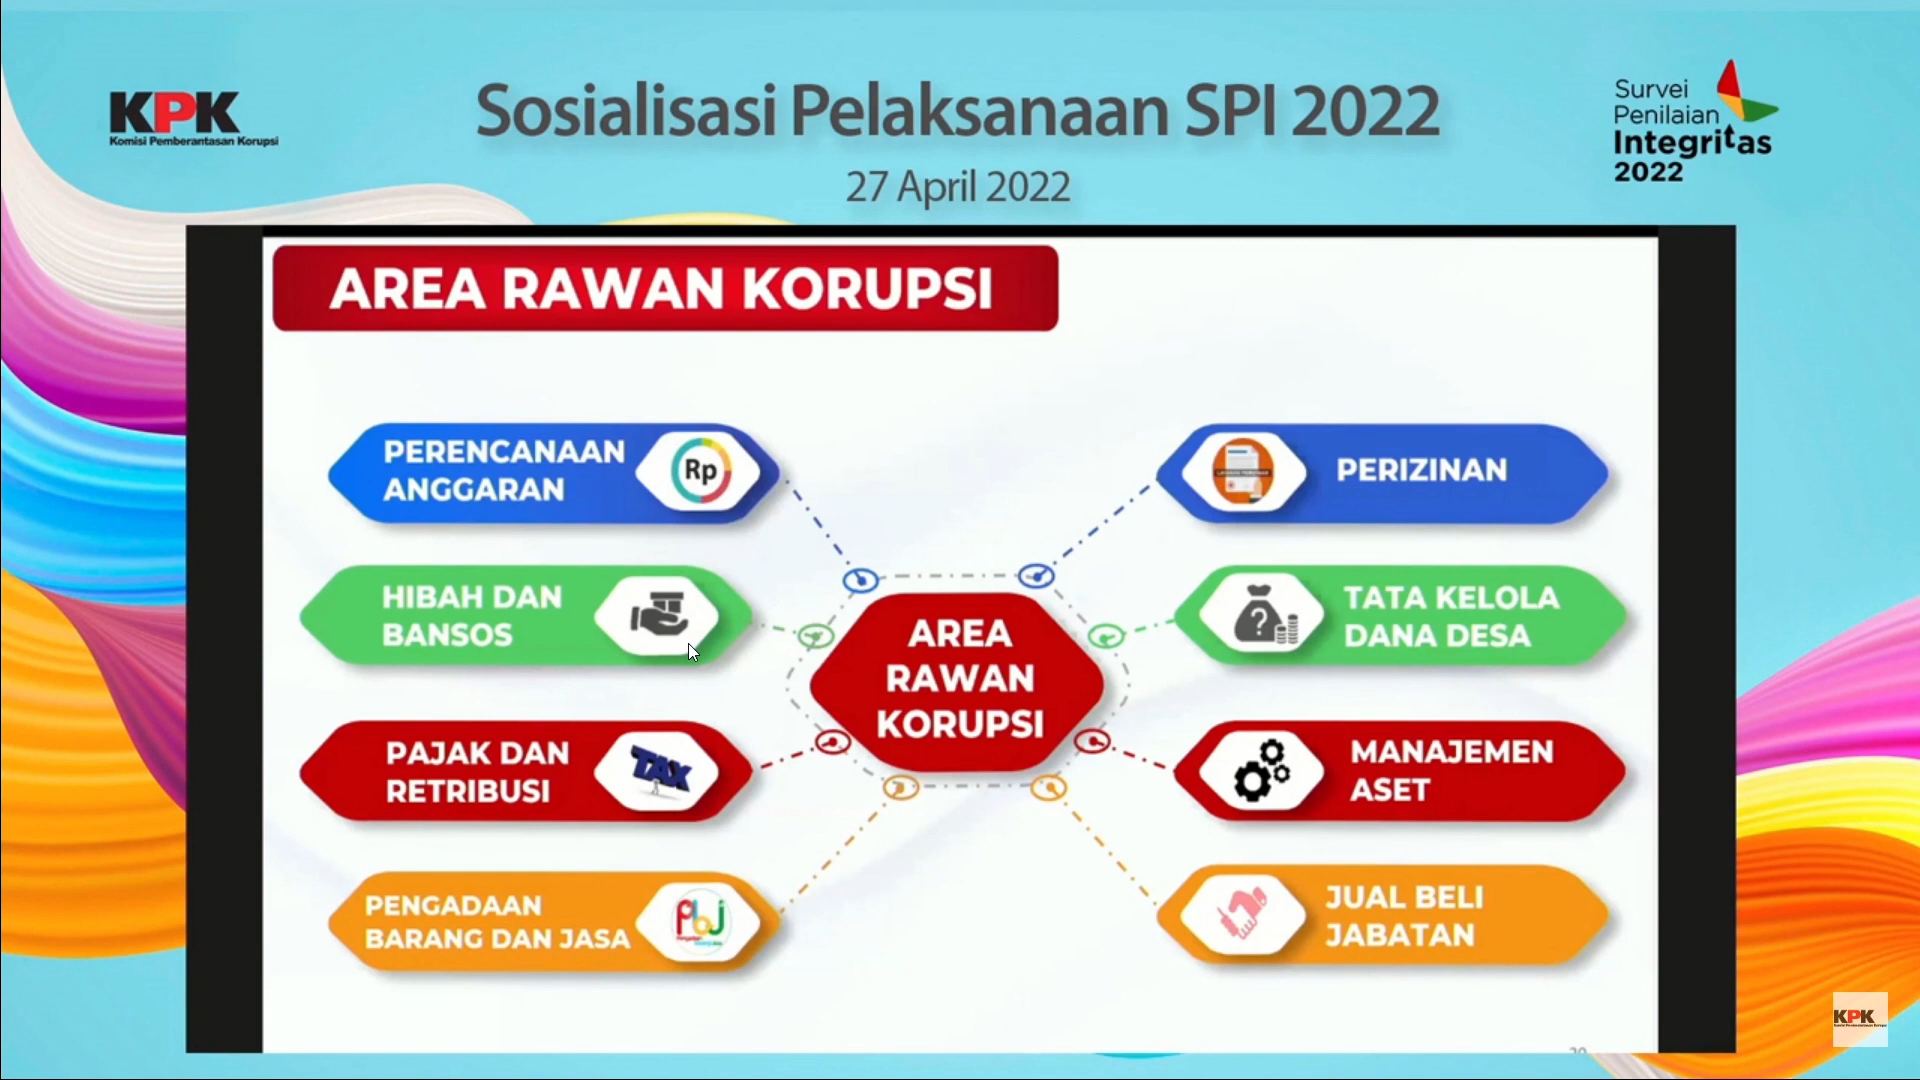 KPK
Komisi Pemberantasan Korupsi
Sosialisasi Pelaksanaan SPI 2022
27 April 2022
Survei
Penilaian
Integritas
2022
AREA RAWAN KORUPSI
PERENCANAAN
ANGGARAN
Rp
HIBAH DAN
BANSOS
PAJAK DAN
RETRIBUSI
TAX
PENGADAAN
BARANG DAN JASA
PbJ
AREA
RAWAN
KORUPSI
PERIZINAN
TATA KELOLA
DANA DESA
?
MANAJEMEN
ASET
JUAL BELI
JABATAN
KPK